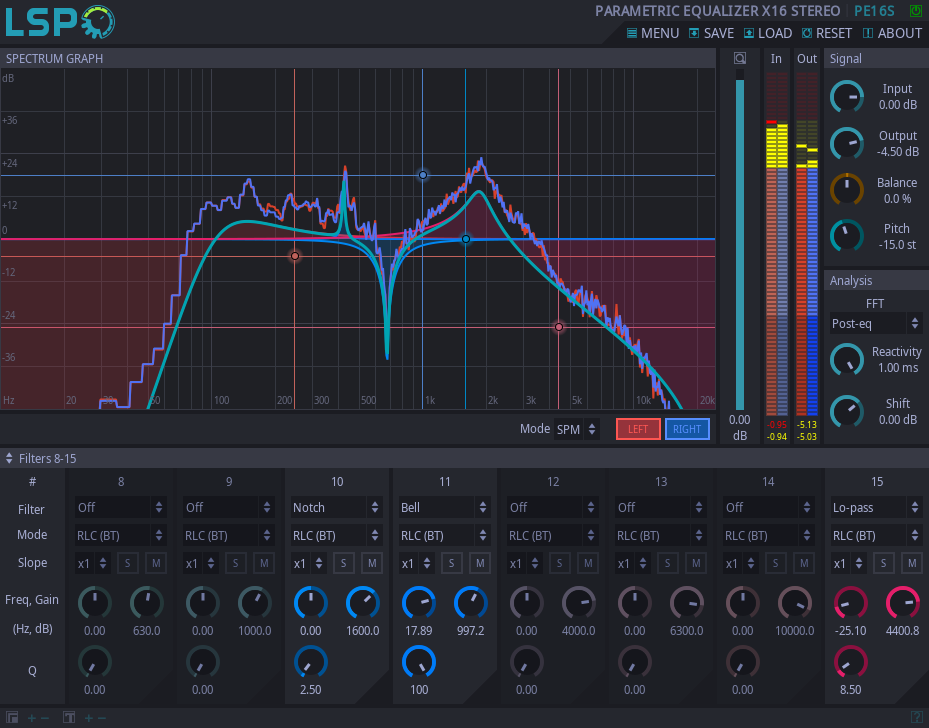 LSP
PARAMETRIC EQUALIZER X16 STEREO PE16S
MENU SAVE LOAD RESET ABOUT
SPECTRUM GRAPH
In Out Signal
dB
+36
+24
+12
0
-12
-24
-36
Hz 20 30 50 100 200 300 500 1k 2k 3k 5k 10k 20k
Input
0.00 dB
Output
-4.50 dB
Balance
0.0 %
Pitch
-15.0 st
Analysis
FFT
Post-eq
Reactivity
1.00 ms
Shift
0.00 dB
0.00
dB
-0.95 -5.13
-0.94 -5.03
Mode SPM LEFT RIGHT
Filters 8-15
# 8 9 10 11 12 13 14 15
Filter Off Off Notch Bell Off Off Off Lo-pass
Mode RLC (BT) RLC (BT) RLC (BT) RLC (BT) RLC (BT) RLC (BT) RLC (BT) RLC (BT)
Slope x1 S M x1 S M x1 S M x1 S M x1 S M x1 S M x1 S M x1 S M
Freq, Gain
(Hz, dB) 0.00 630.0 0.00 1000.0 0.00 1600.0 17.89 997.2 0.00 4000.0 0.00 6300.0 0.00 10000.0 -25.10 4400.8
Q
0.00 0.00 2.50 100 0.00 0.00 0.00 8.50